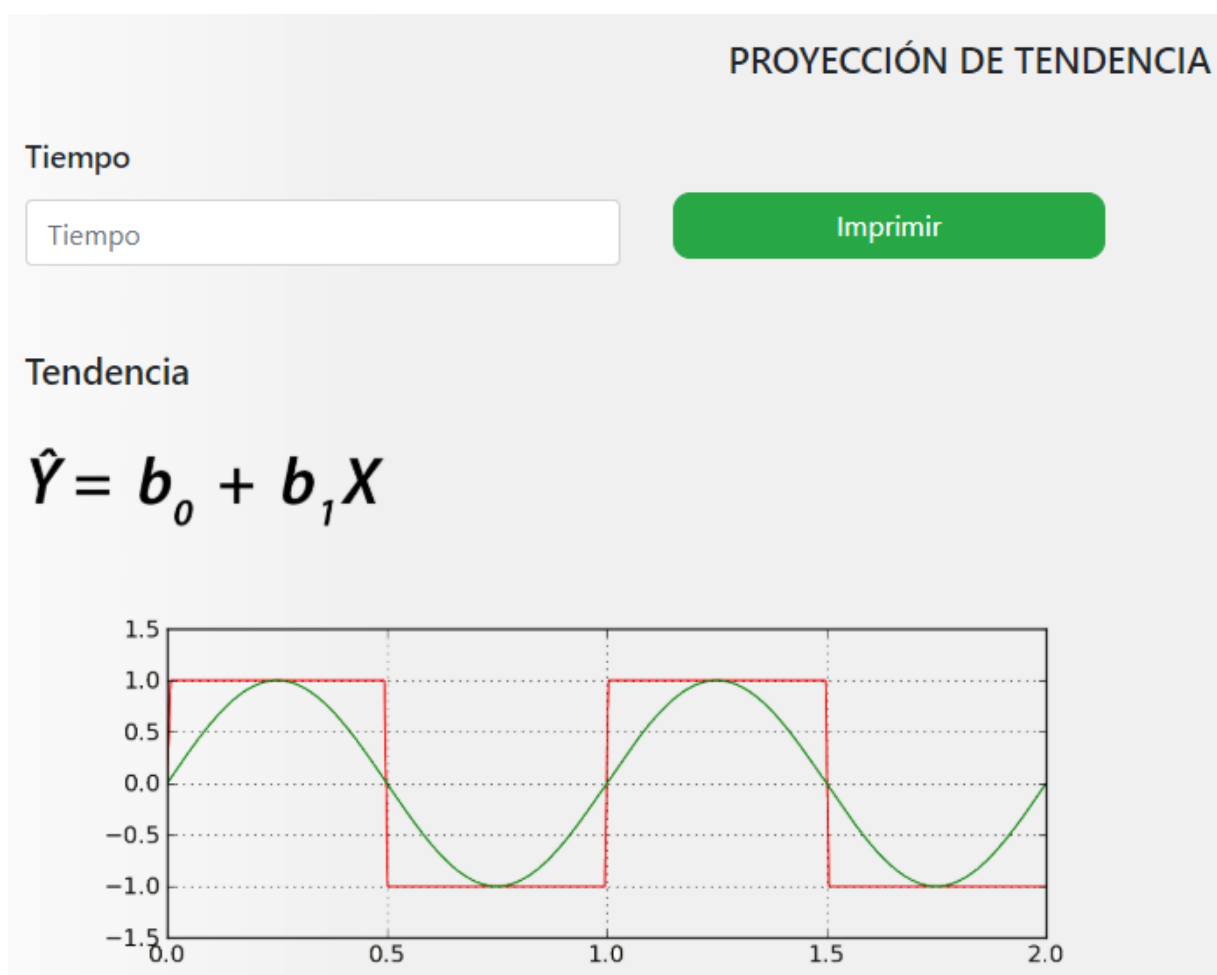 PROYECCIÓN DE TENDENCIA
Tiempo
Tiempo
Imprimir
Tendencia
Ŷ = b₀ + b₁X
1.5
1.0
0.5
0.0
−0.5
−1.0
−1.5
0.0 0.5 1.0 1.5 2.0